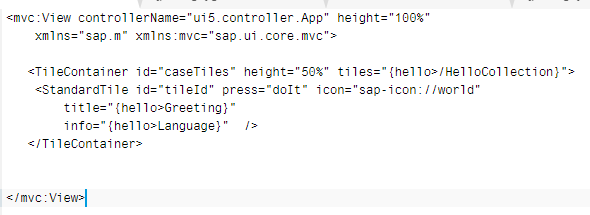 <mvc:View controllerName="ui5.controller.App" height="100%"
    xmlns="sap.m" xmlns:mvc="sap.ui.core.mvc">
   <TileContainer id="caseTiles" height="50%" tiles="{hello>/HelloCollection}">
    <StandardTile id="tileId" press="doIt" icon="sap-icon://world"
        title="{hello>Greeting}"
        info="{hello>Language}"  />
   </TileContainer>
</mvc:View>